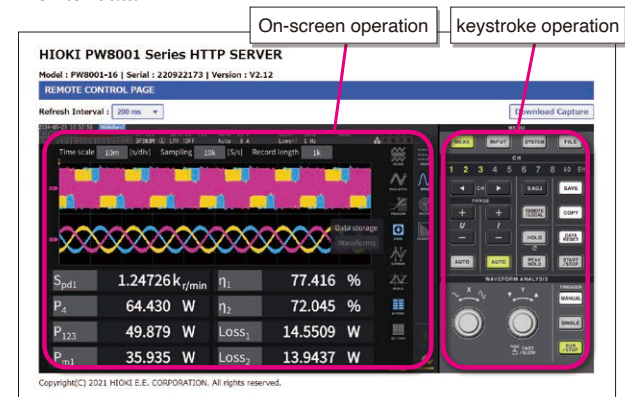 On-screen operation
keystroke operation
HIOKI PW8001 Series HTTP SERVER
Model : PW8001-16 | Serial : 220922173 | Version : V2.12
REMOTE CONTROL PAGE
Refresh Interval : 200 ms
Download Capture
MENU
MEAS INPUT SYSTEM FILE
Time scale 10m [s/div] Sampling 10k [S/s] Record length 1k
CH
1 2 3 4 5 6 7 8
CH 0 ADJ SAVE
RANGE
+ + REMOTE /LOCAL COPY
U I
- - HOLD DATA RESET
AUTO AUTO PEAK HOLD START /STOP
Data storage
Waveforms
WAVEFORM ANALYSIS
TRIGGER
X Y MANUAL
SINGLE
RUN /STOP
Spd1 1.24726 k r/min η1 77.416 %
P4 64.430 W η2 72.045 %
P123 49.879 W Loss1 14.5509 W
Pm1 35.935 W Loss2 13.9437 W
Copyright(C) 2021 HIOKI E.E. CORPORATION. All rights reserved.